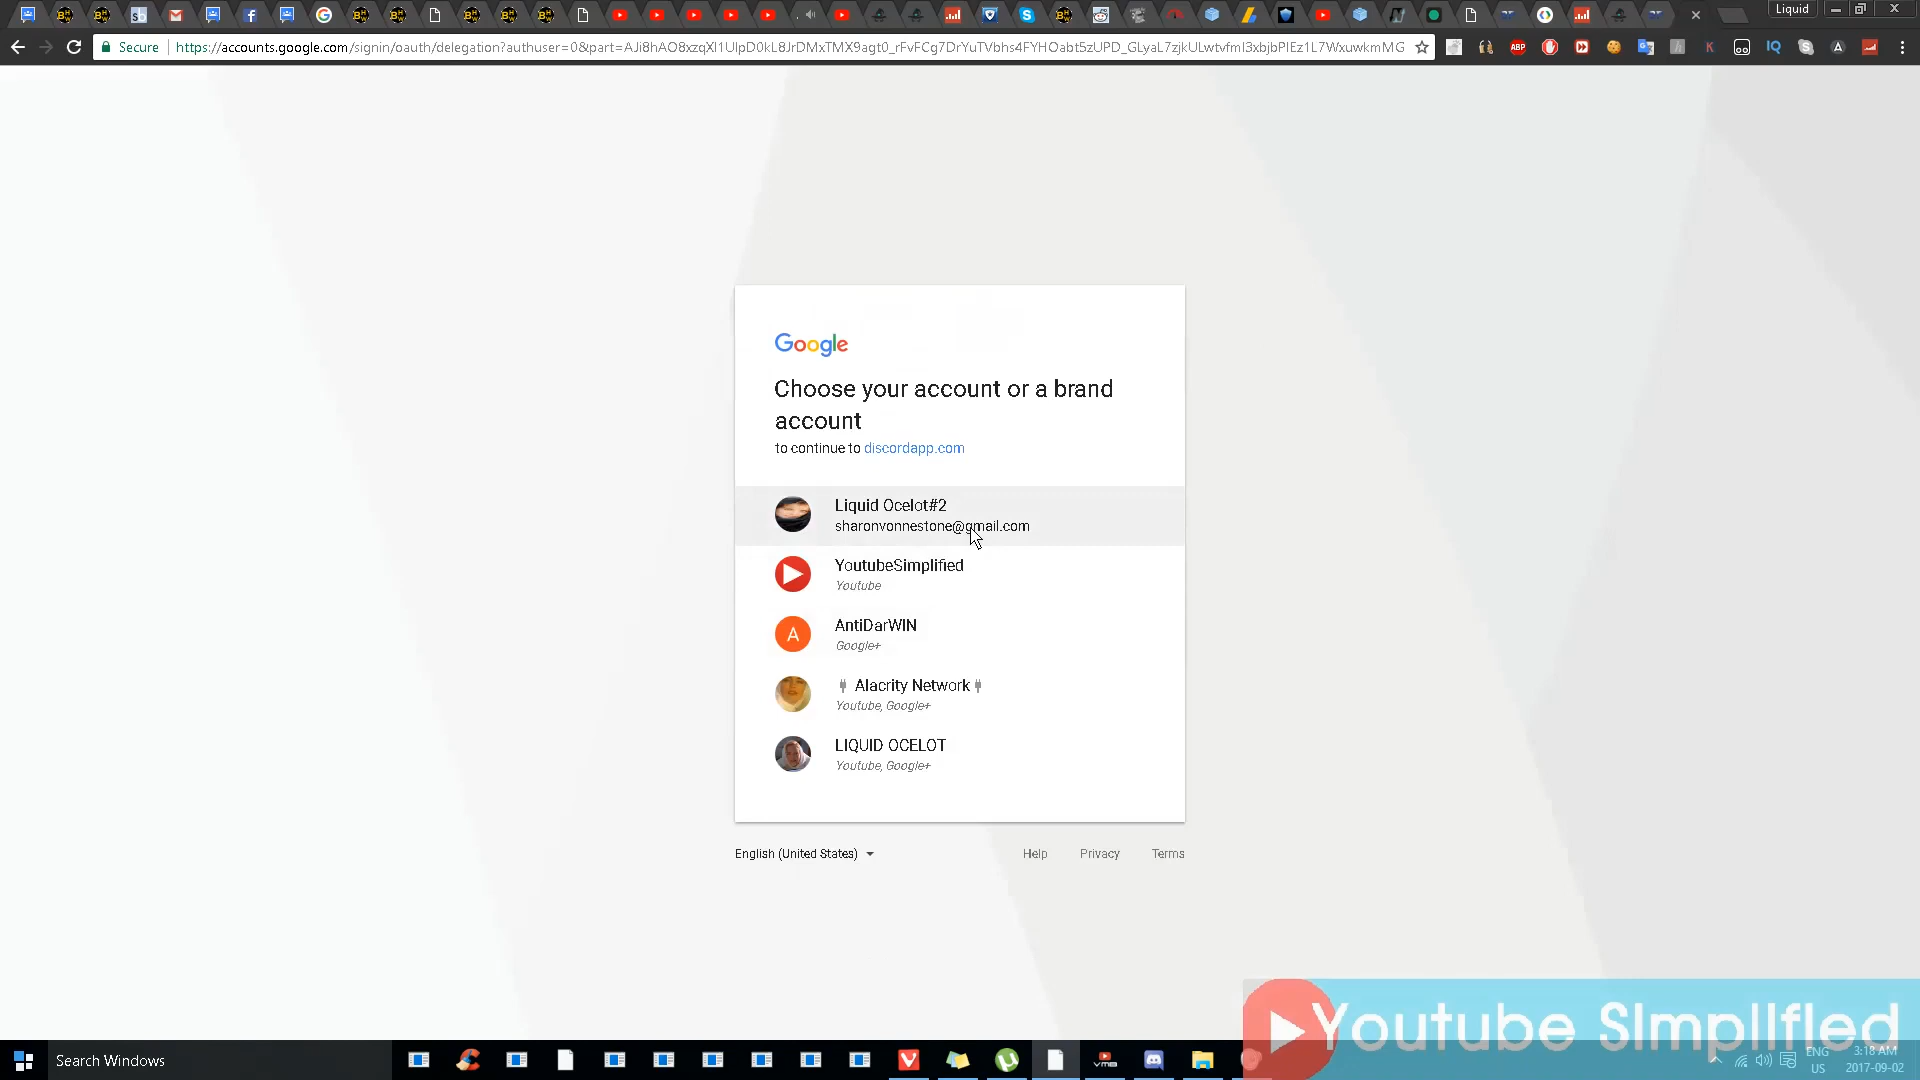 Liquid
Secure
https://accounts.google.com/signin/oauth/delegation?authuser=0&part=AJi8hAO8xzqXI1UlpD0kL8JrDMxTMX9agt0_rFvFCg7DrYuTVbhs4FYHOabt5zUPD_GLyaL7zjkULwtvfmI3xbjbPIEz1L7WxuwkmMG
Google
Choose your account or a brand
account
to continue to discordapp.com
Liquid Ocelot#2
sharonvonnestone@gmail.com
YoutubeSimplified
Youtube
A
AntiDarWIN
Google+
Alacrity Network
Youtube, Google+
LIQUID OCELOT
Youtube, Google+
English (United States)
Help
Privacy
Terms
Youtube Simplified
Search Windows
ENG
US
3:18 AM
2017-09-02